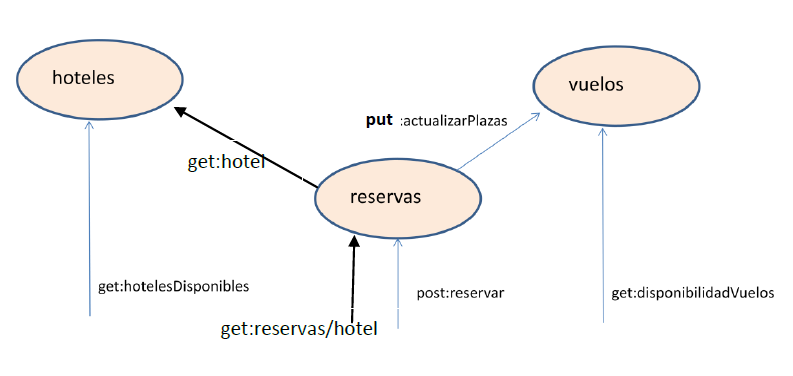 hoteles
vuelos
put :actualizarPlazas
get:hotel
reservas
get:hotelesDisponibles
post:reservar
get:disponibilidadVuelos
get:reservas/hotel